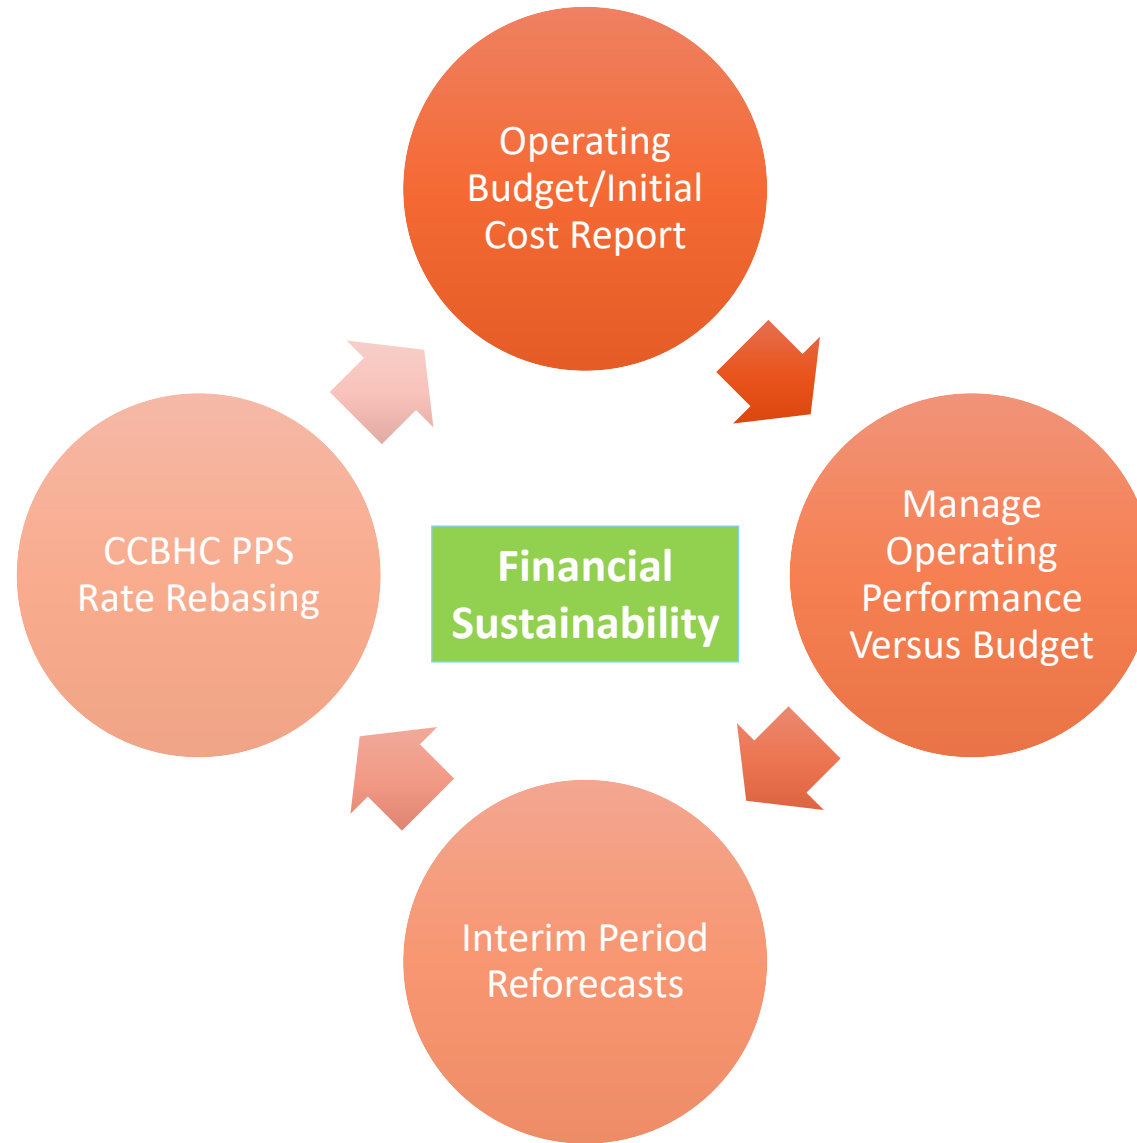 Operating
Budget/Initial
Cost Report
Manage
Operating
Performance
Versus Budget
Interim Period
Reforecasts
CCBHC PPS
Rate Rebasing
Financial
Sustainability